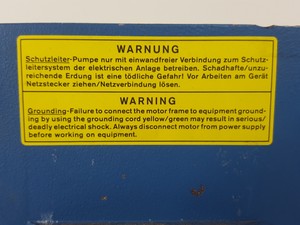 WARNUNG
Schutzleiter-Pumpe nur mit einwandfreier Verbindung zum Schutz-
leitersystem der elektrischen Anlage betreiben. Schadhafte/unzu-
reichende Erdung ist eine tödliche Gefahr! Vor Arbeiten am Gerät
Netzstecker ziehen/Netzverbindung lösen.
WARNING
Grounding-Failure to connect the motor frame to equipment ground-
ing by using the grounding cord yellow/green may result in serious/
deadly electrical shock. Always disconnect motor from power supply
before working on equipment.